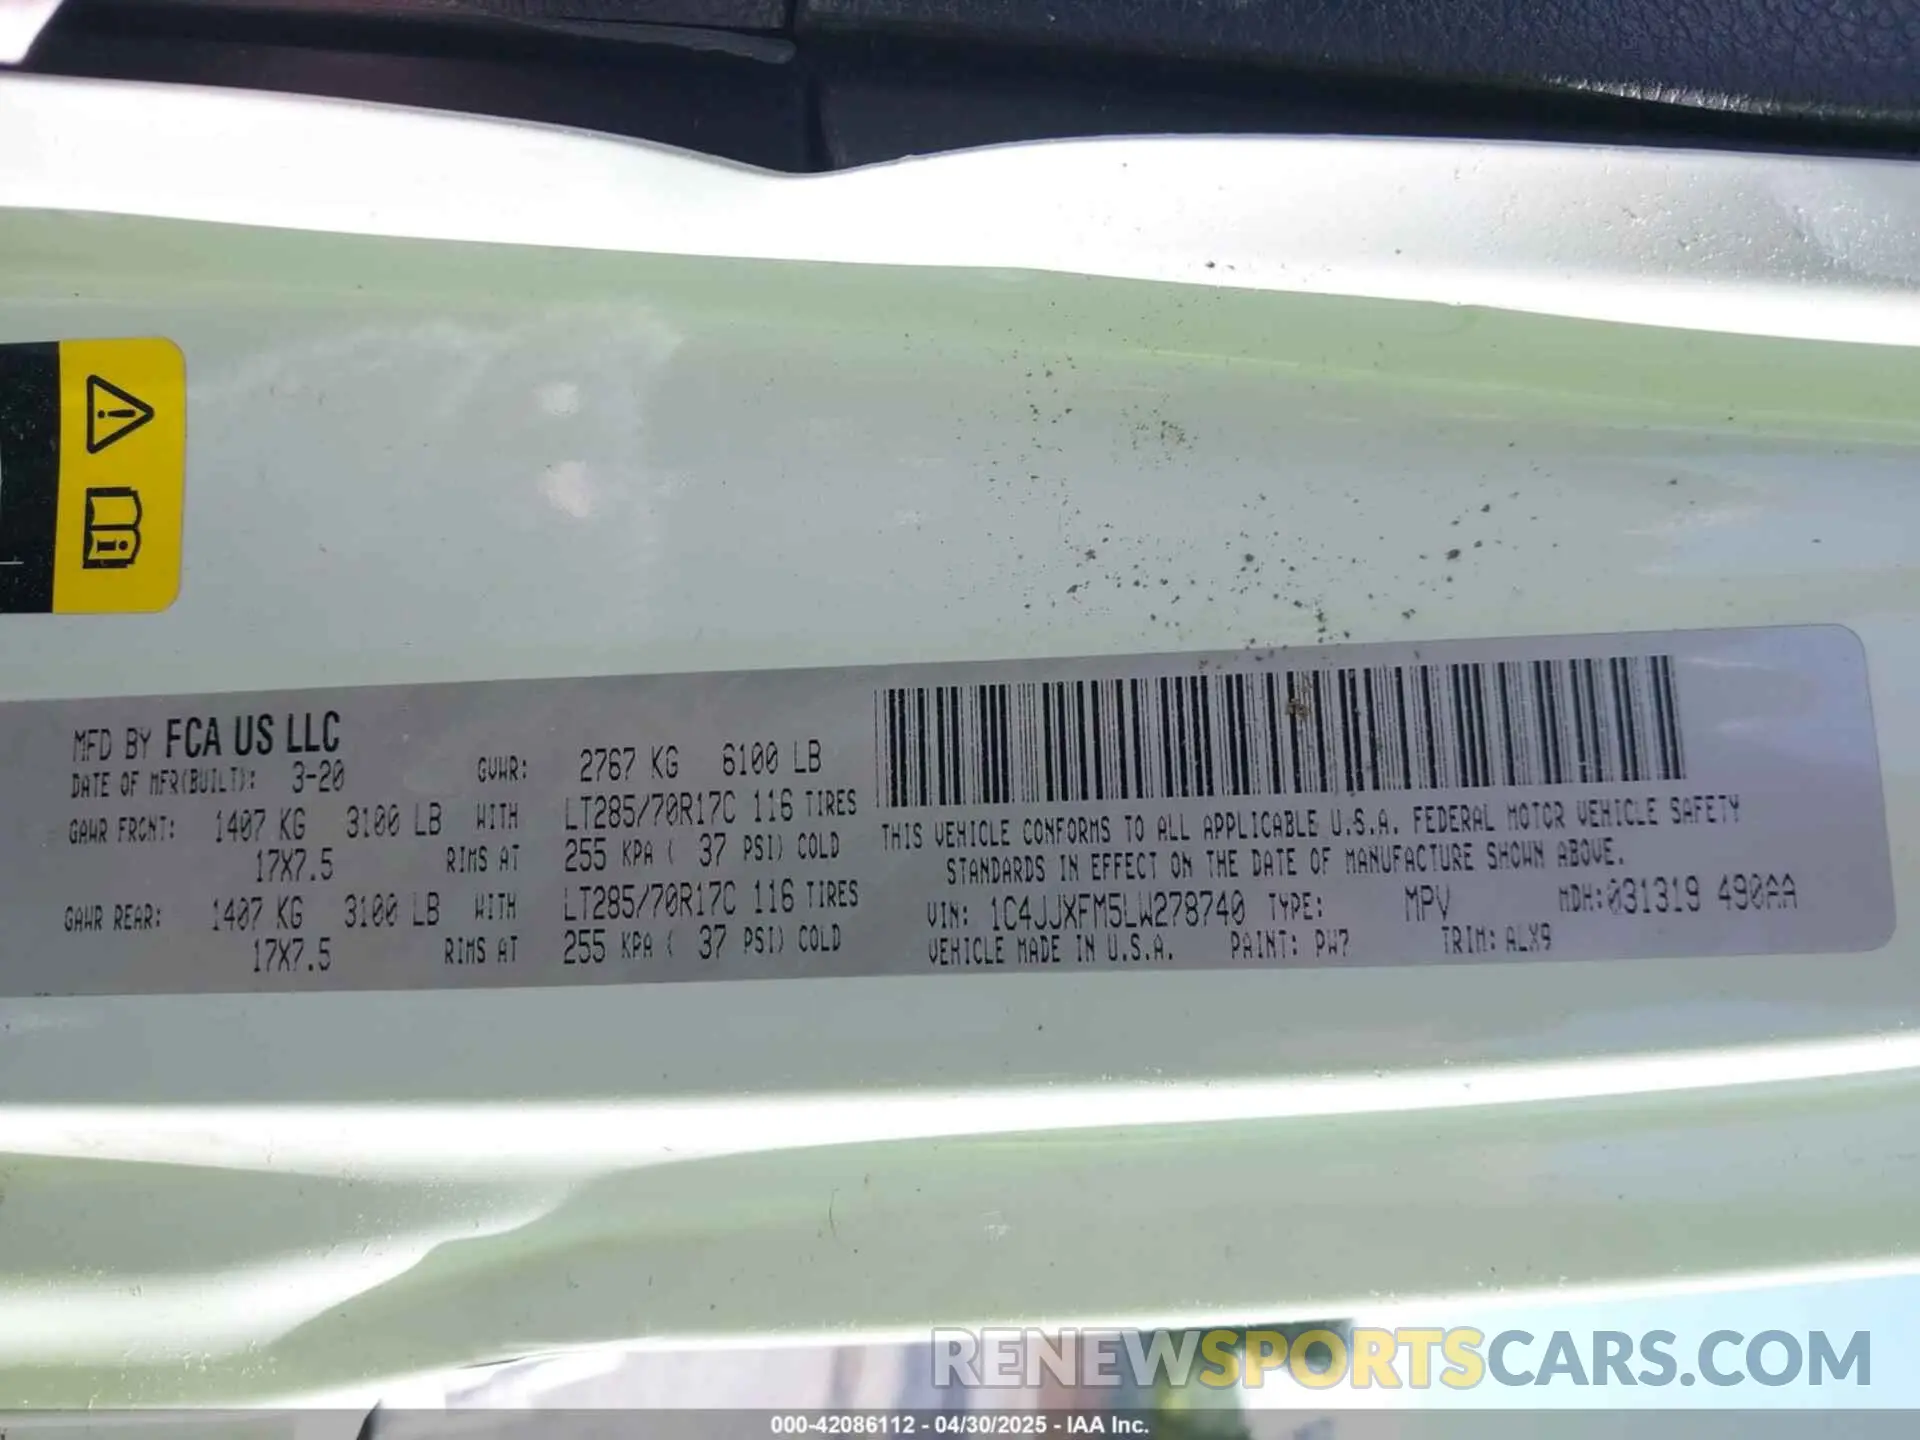 MFD BY FCA US LLC
DATE OF MFR(BUILT): 3-20 GVWR: 2767 KG 6100 LB
GAWR FRONT: 1407 KG 3100 LB WITH LT285/70R17C 116 TIRES
17X7.5 RIMS AT 255 KPA ( 37 PSI) COLD
GAWR REAR: 1407 KG 3100 LB WITH LT285/70R17C 116 TIRES
17X7.5 RIMS AT 255 KPA ( 37 PSI) COLD
THIS VEHICLE CONFORMS TO ALL APPLICABLE U.S.A. FEDERAL MOTOR VEHICLE SAFETY
STANDARDS IN EFFECT ON THE DATE OF MANUFACTURE SHOWN ABOVE.
VIN: 1C4JJXFM5LW278740 TYPE: MPV MDH:031319 490AA
VEHICLE MADE IN U.S.A. PAINT: PW7 TRIM: ALX9
RENEWSPORTSCARS.COM
000-42086112 - 04/30/2025 - IAA Inc.